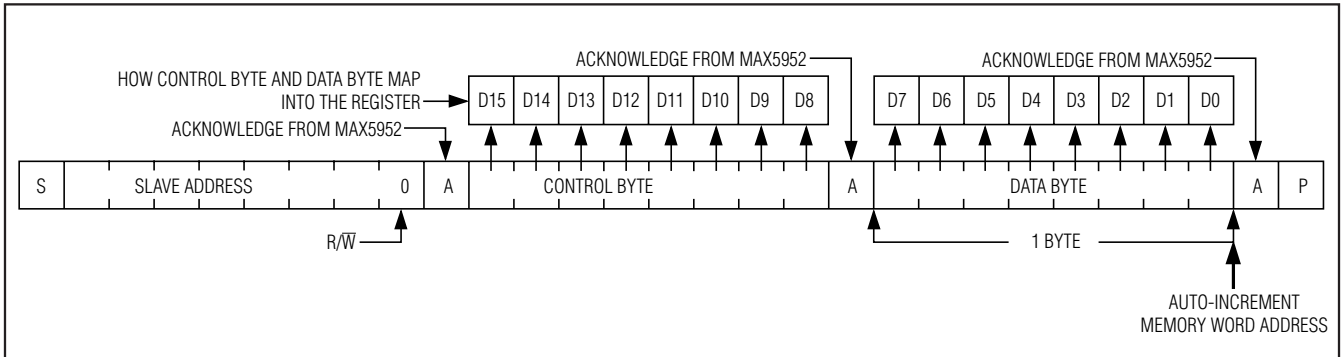 ACKNOWLEDGE FROM MAX5952
ACKNOWLEDGE FROM MAX5952
HOW CONTROL BYTE AND DATA BYTE MAP
INTO THE REGISTER
D15 D14 D13 D12 D11 D10 D9 D8
D7 D6 D5 D4 D3 D2 D1 D0
ACKNOWLEDGE FROM MAX5952
S SLAVE ADDRESS 0 A CONTROL BYTE A DATA BYTE A P
R/W̅
1 BYTE
AUTO-INCREMENT
MEMORY WORD ADDRESS